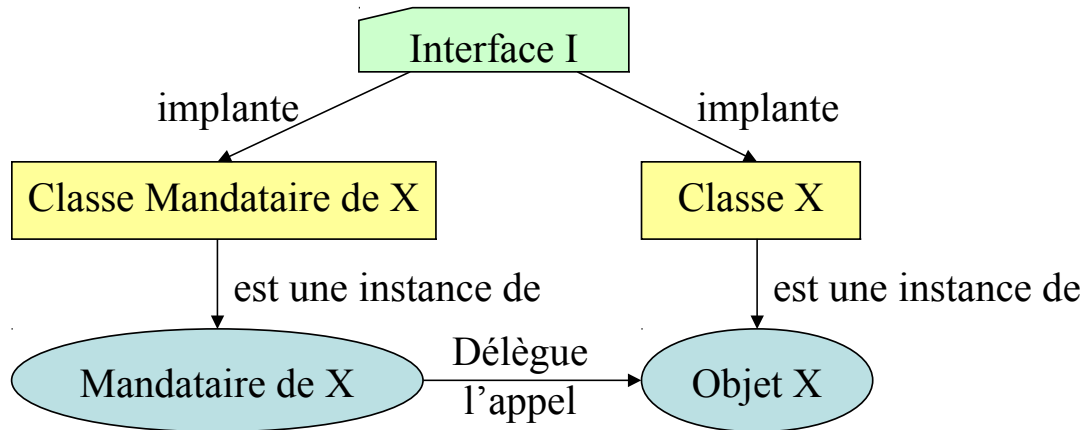 Interface I
implante
implante
Classe Mandataire de X
Classe X
est une instance de
est une instance de
Mandataire de X
Délègue
l’appel
Objet X